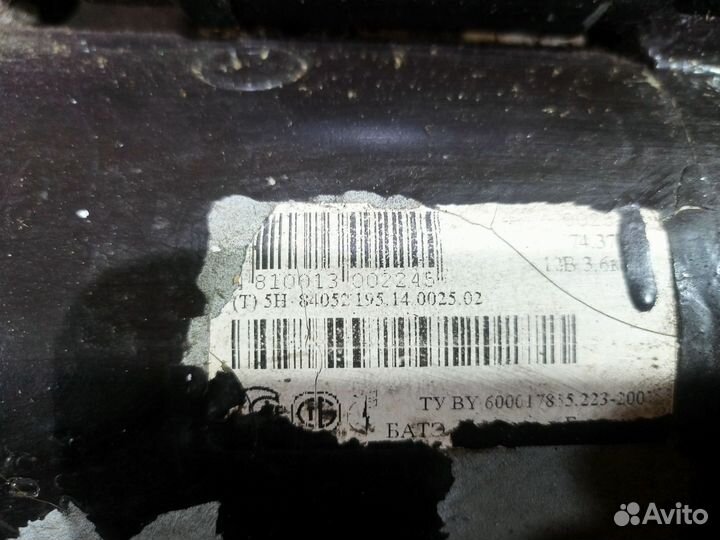 74.37
12В 3.6к
810013 002245
(Т) 5Н 84052 195.14.0025.02
ТУ BY 600017855.223-200
БАТЭ
Avito